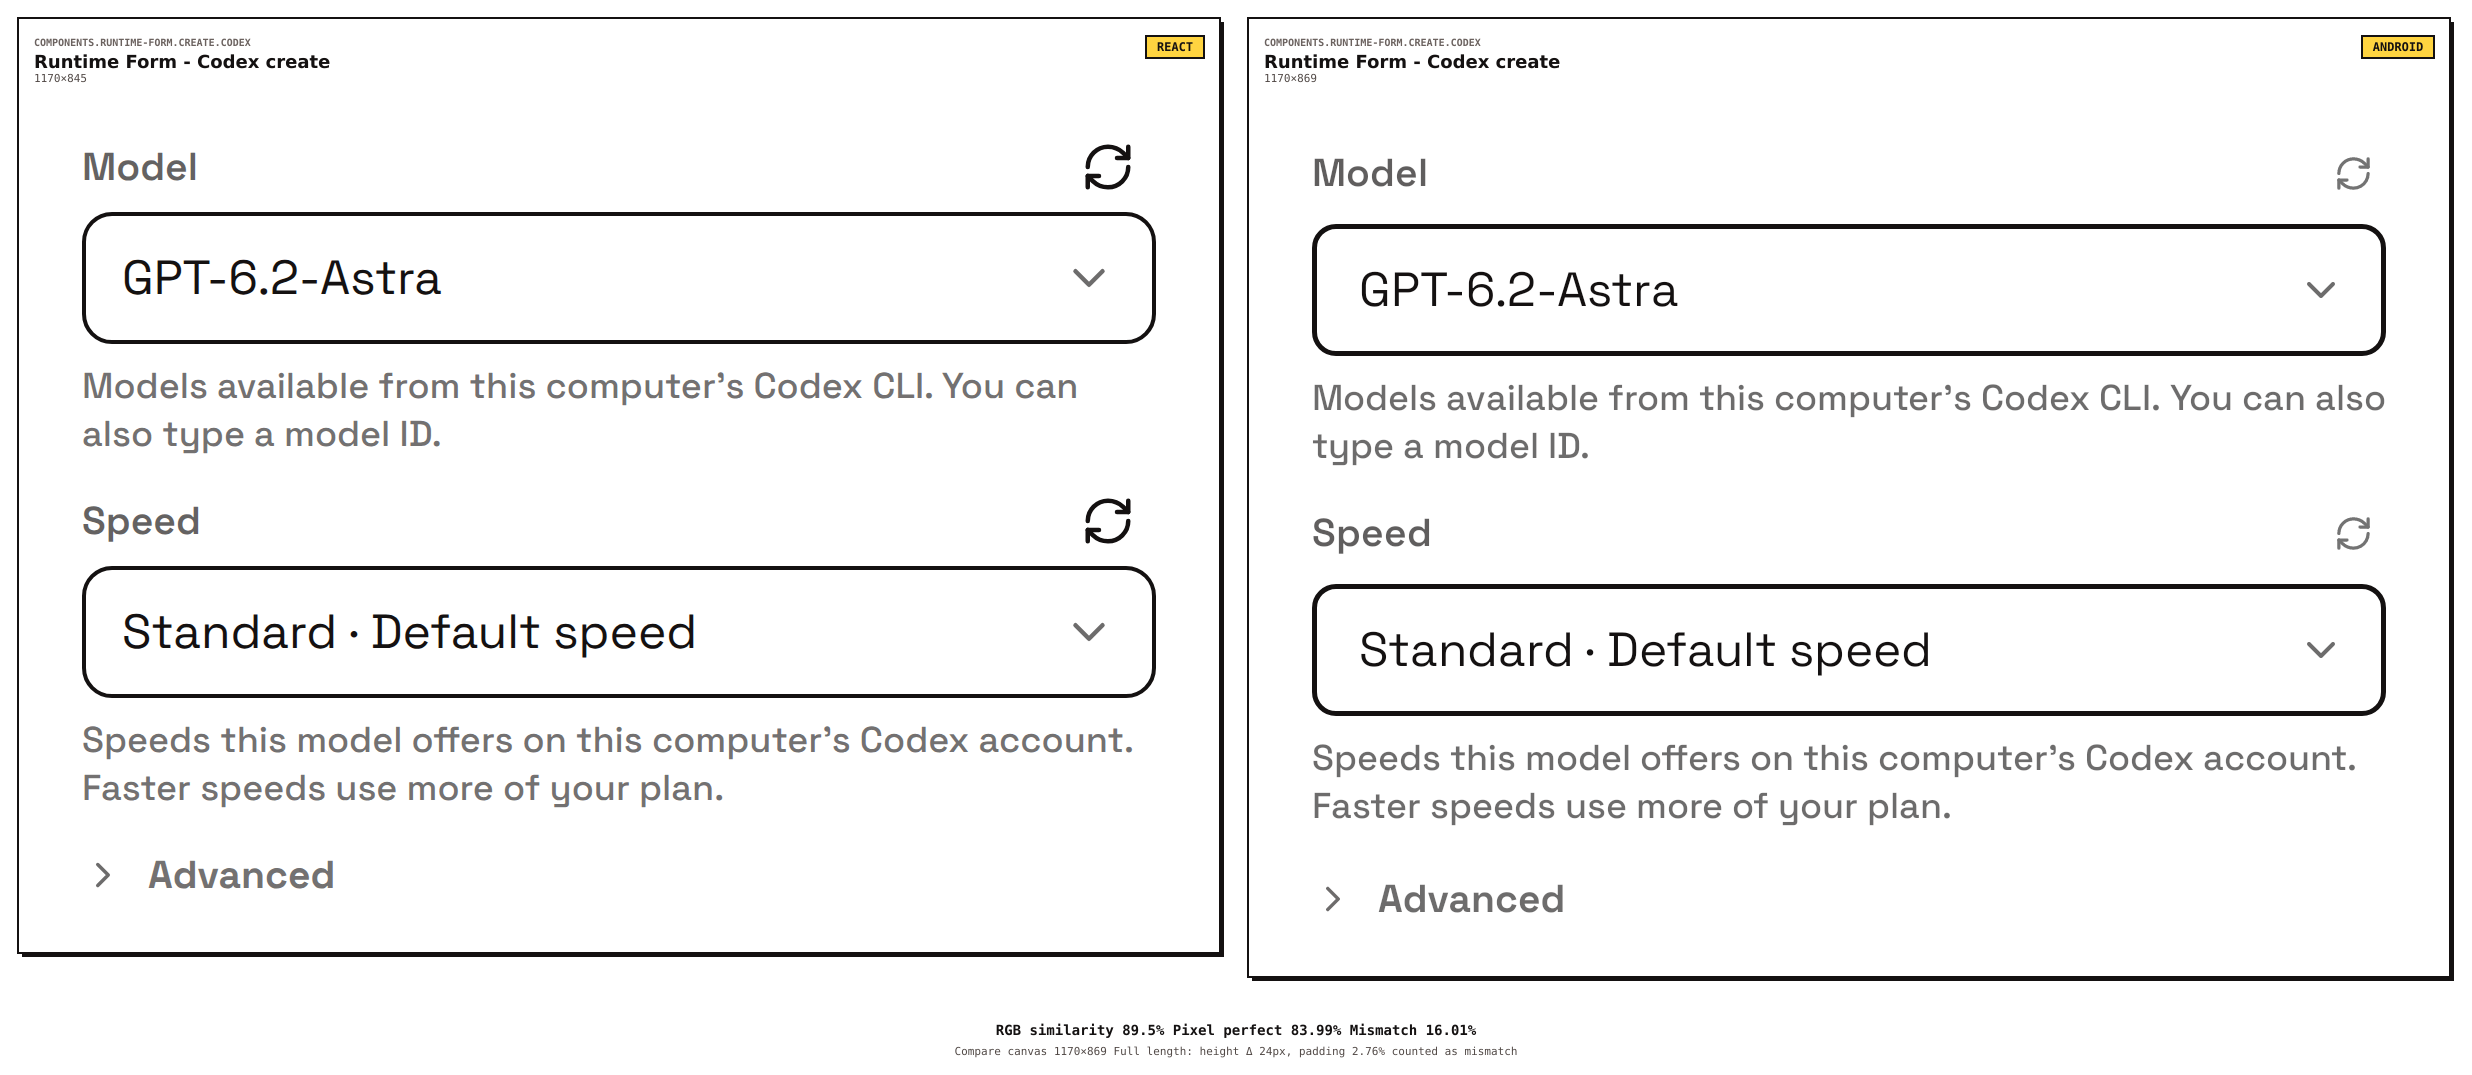 COMPONENTS.RUNTIME-FORM.CREATE.CODEX
Runtime Form - Codex create
1170×845
REACT
Model
GPT-6.2-Astra
Models available from this computer’s Codex CLI. You can
also type a model ID.
Speed
Standard · Default speed
Speeds this model offers on this computer’s Codex account.
Faster speeds use more of your plan.
Advanced
COMPONENTS.RUNTIME-FORM.CREATE.CODEX
Runtime Form - Codex create
1170×869
ANDROID
Model
GPT-6.2-Astra
Models available from this computer’s Codex CLI. You can also
type a model ID.
Speed
Standard · Default speed
Speeds this model offers on this computer’s Codex account.
Faster speeds use more of your plan.
Advanced
RGB similarity 89.5% Pixel perfect 83.99% Mismatch 16.01%
Compare canvas 1170×869 Full length: height Δ 24px, padding 2.76% counted as mismatch